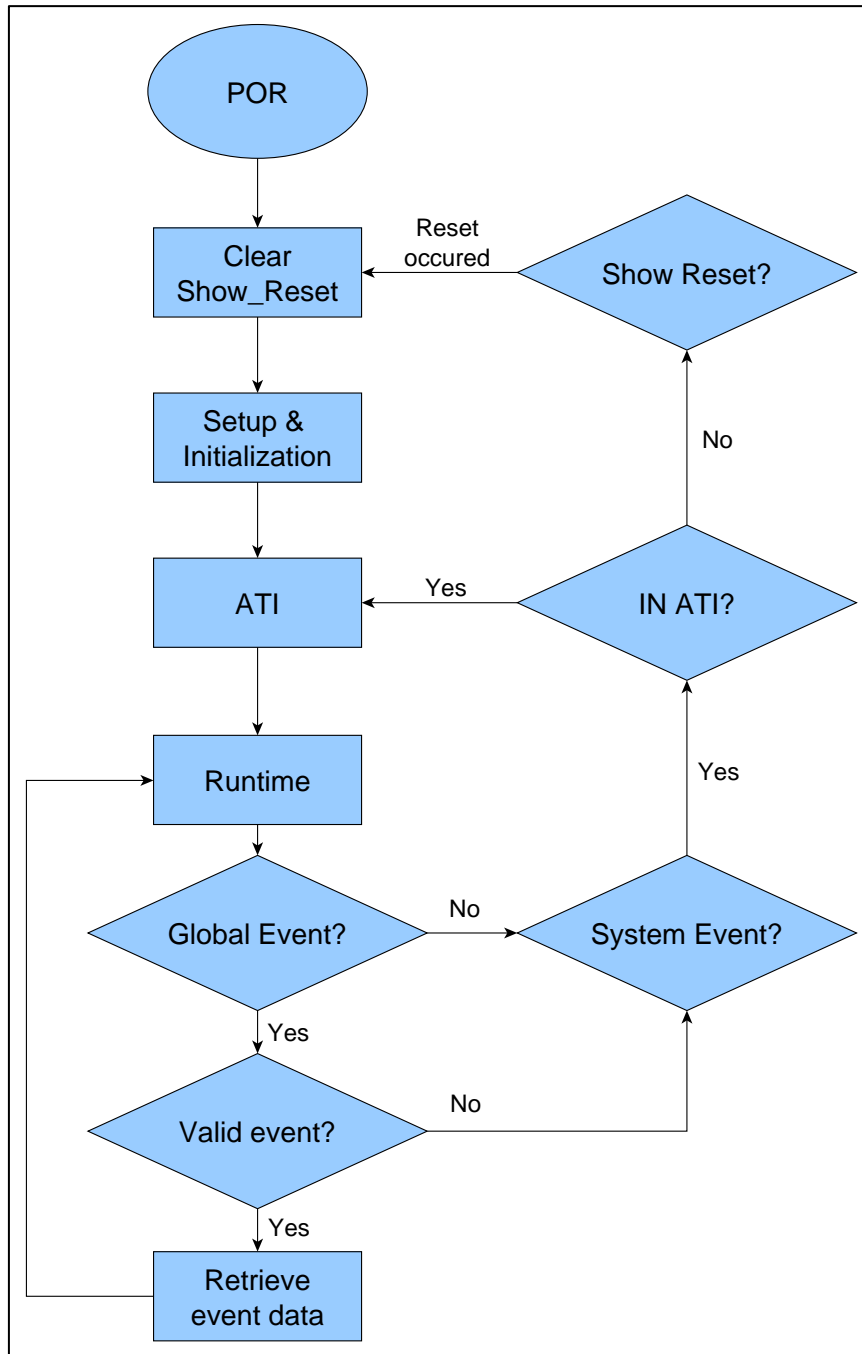 POR
Reset
occured
Clear
Show_Reset
Show Reset?
Setup &
Initialization
No
ATI
Yes
IN ATI?
Runtime
Yes
Global Event?
No
System Event?
Yes
Valid event?
No
Yes
Retrieve
event data